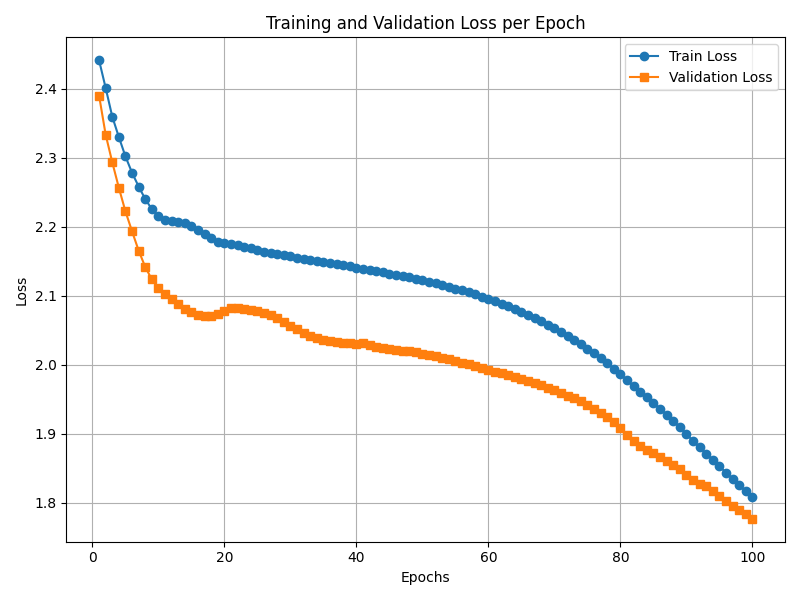 Training and Validation Loss per Epoch
Train Loss
Validation Loss
Loss
2.4
2.3
2.2
2.1
2.0
1.9
1.8
0 20 40 60 80 100
Epochs